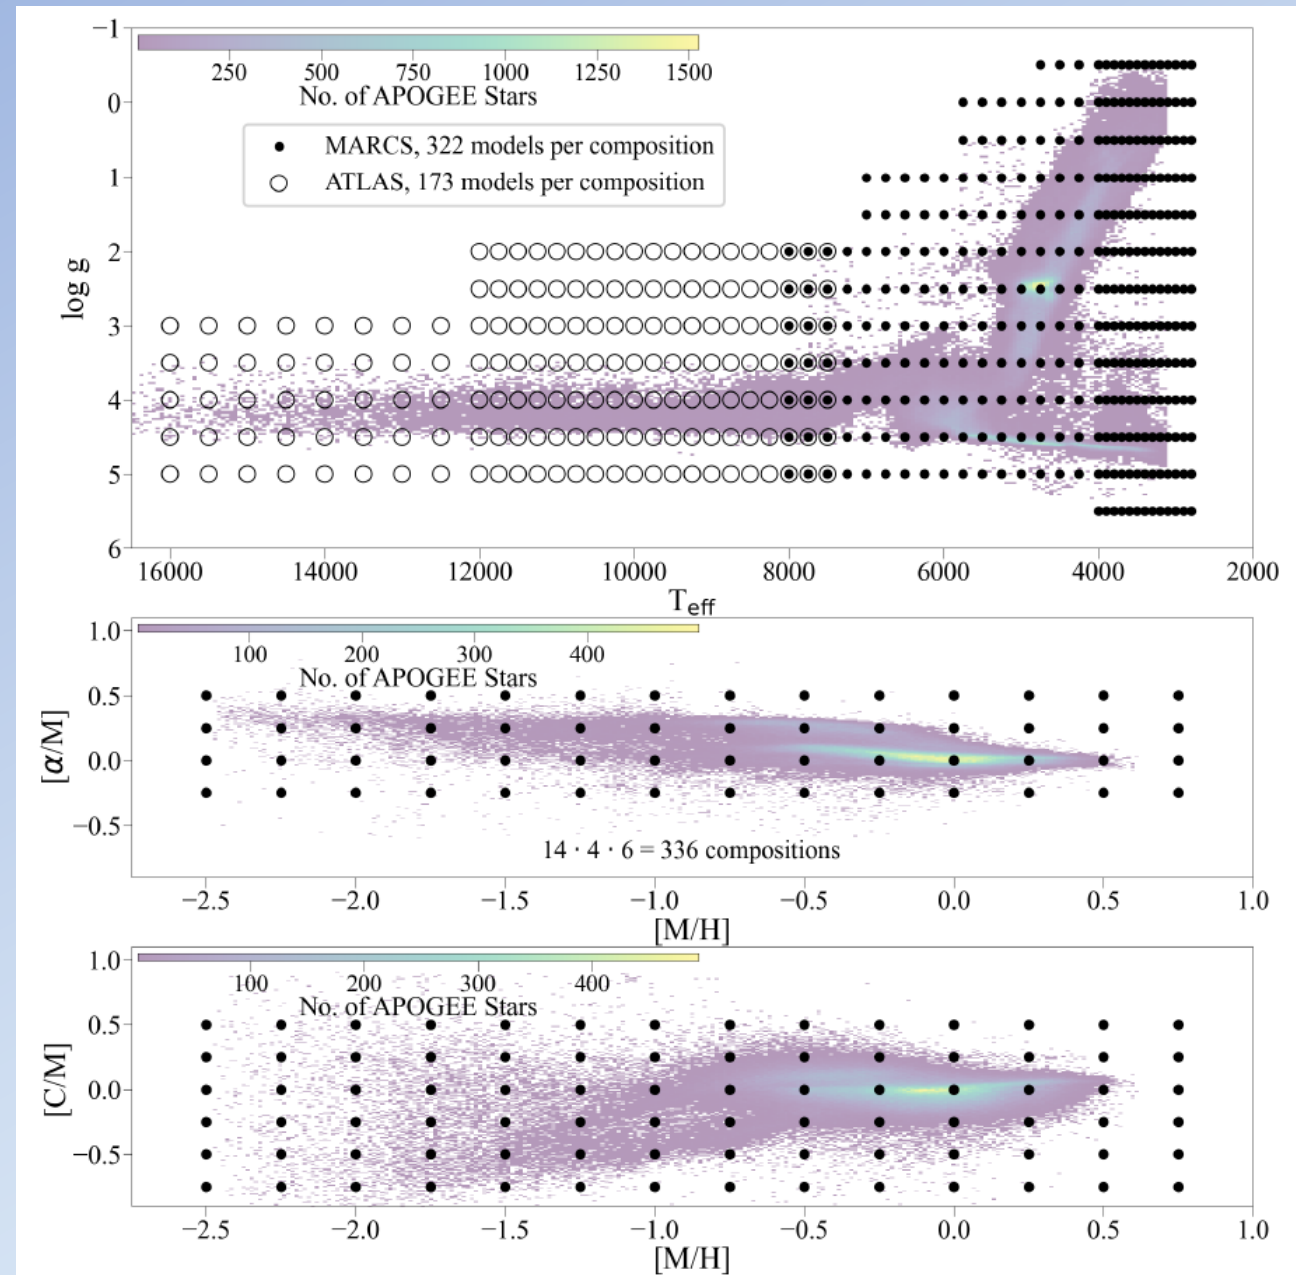 −1
250 500 750 1000 1250 1500
No. of APOGEE Stars
0
MARCS, 322 models per composition
ATLAS, 173 models per composition
1
2
log g
3
4
5
6
16000 14000 12000 10000 8000 6000 4000 2000
T_eff
1.0
100 200 300 400
No. of APOGEE Stars
0.5
[α/M]
0.0
−0.5
14 · 4 · 6 = 336 compositions
−2.5 −2.0 −1.5 −1.0 −0.5 0.0 0.5 1.0
[M/H]
1.0
100 200 300 400
No. of APOGEE Stars
0.5
[C/M]
0.0
−0.5
−2.5 −2.0 −1.5 −1.0 −0.5 0.0 0.5 1.0
[M/H]